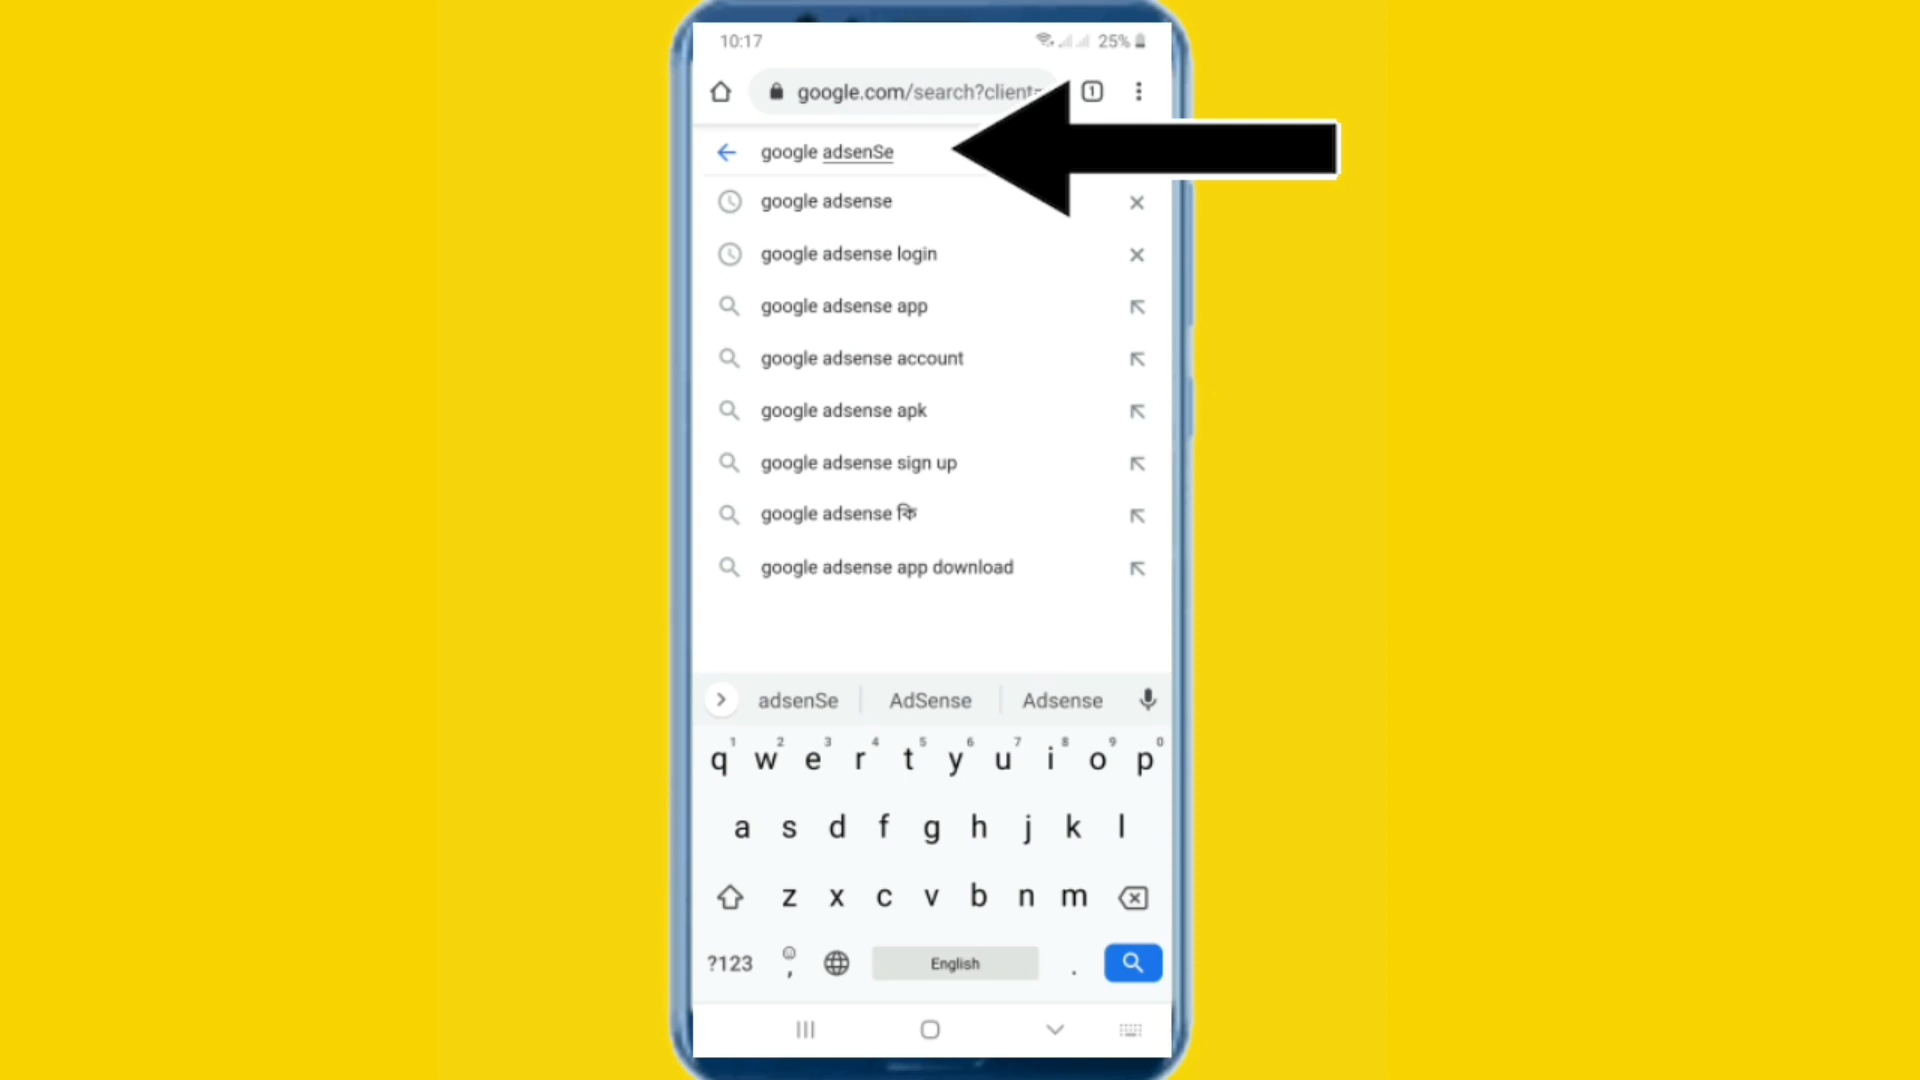 10:17
25%
google.com/search?client=
1
google adsenSe
google adsense
google adsense login
google adsense app
google adsense account
google adsense apk
google adsense sign up
google adsense কি
google adsense app download
adsenSe AdSense Adsense
1 2 3 4 5 6 7 8 9 0
q w e r t y u i o p
a s d f g h j k l
z x c v b n m
?123 , English .